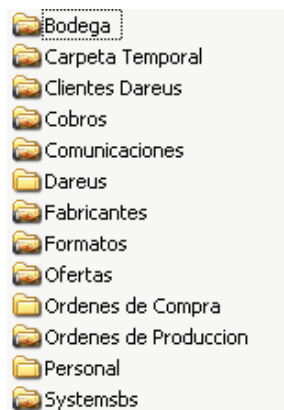 Bodega
Carpeta Temporal
Clientes Dareus
Cobros
Comunicaciones
Dareus
Fabricantes
Formatos
Ofertas
Ordenes de Compra
Ordenes de Produccion
Personal
Systemsbs